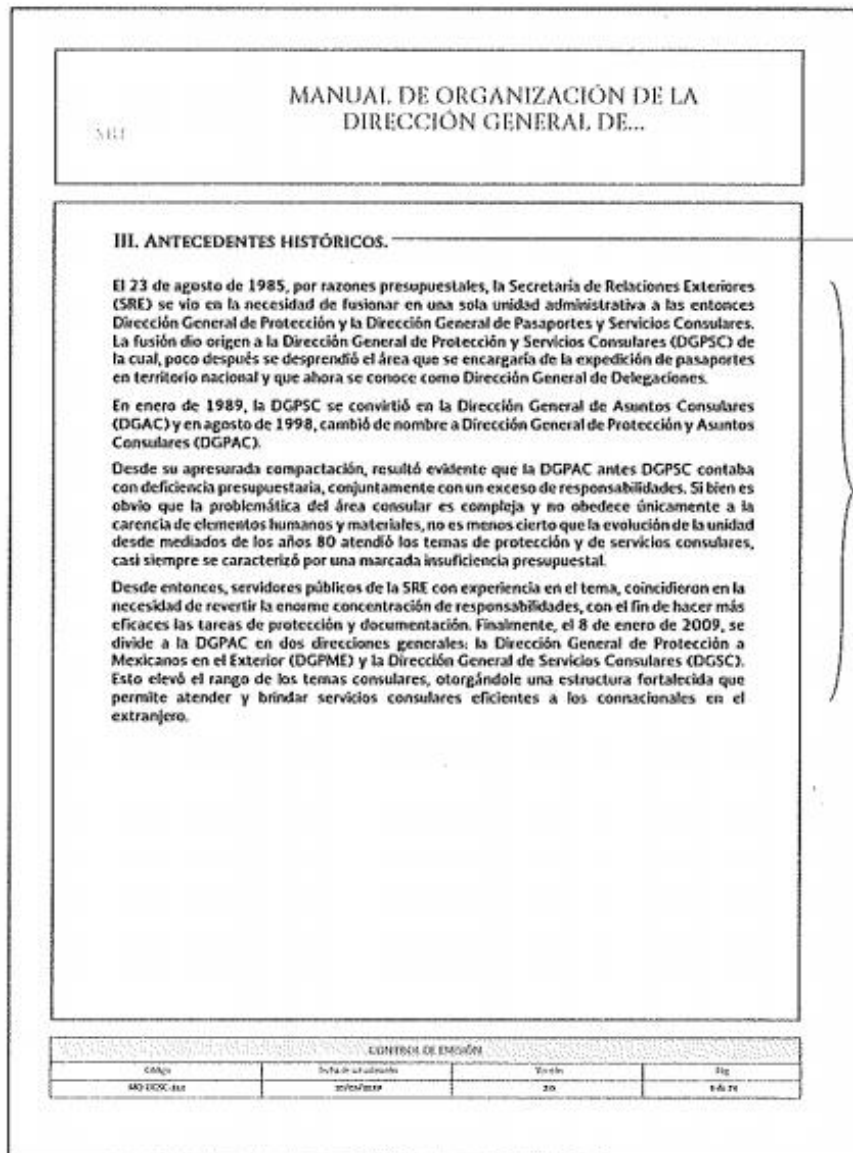 SRE
MANUAL DE ORGANIZACIÓN DE LA
DIRECCIÓN GENERAL DE...
III. ANTECEDENTES HISTÓRICOS.
El 23 de agosto de 1985, por razones presupuestales, la Secretaría de Relaciones Exteriores
(SRE) se vio en la necesidad de fusionar en una sola unidad administrativa a las entonces
Dirección General de Protección y la Dirección General de Pasaportes y Servicios Consulares.
La fusión dio origen a la Dirección General de Protección y Servicios Consulares (DGPSC) de
la cual, poco después se desprendió el área que se encargaría de la expedición de pasaportes
en territorio nacional y que ahora se conoce como Dirección General de Delegaciones.
En enero de 1989, la DGPSC se convirtió en la Dirección General de Asuntos Consulares
(DGAC) y en agosto de 1998, cambió de nombre a Dirección General de Protección y Asuntos
Consulares (DGPAC).
Desde su apresurada compactación, resultó evidente que la DGPAC antes DGPSC contaba
con deficiencia presupuestaria, conjuntamente con un exceso de responsabilidades. Si bien es
obvio que la problemática del área consular es compleja y no obedece únicamente a la
carencia de elementos humanos y materiales, no es menos cierto que la evolución de la unidad
desde mediados de los años 80 atendió los temas de protección y de servicios consulares,
casi siempre se caracterizó por una marcada insuficiencia presupuestal.
Desde entonces, servidores públicos de la SRE con experiencia en el tema, coincidieron en la
necesidad de revertir la enorme concentración de responsabilidades, con el fin de hacer más
eficaces las tareas de protección y documentación. Finalmente, el 8 de enero de 2009, se
divide a la DGPAC en dos direcciones generales: la Dirección General de Protección a
Mexicanos en el Exterior (DGPME) y la Dirección General de Servicios Consulares (DGSC).
Esto elevó el rango de los temas consulares, otorgándole una estructura fortalecida que
permite atender y brindar servicios consulares eficientes a los connacionales en el
extranjero.
CONTROL DE EMISIÓN
Código Fecha de actualización Versión Pág
2.0